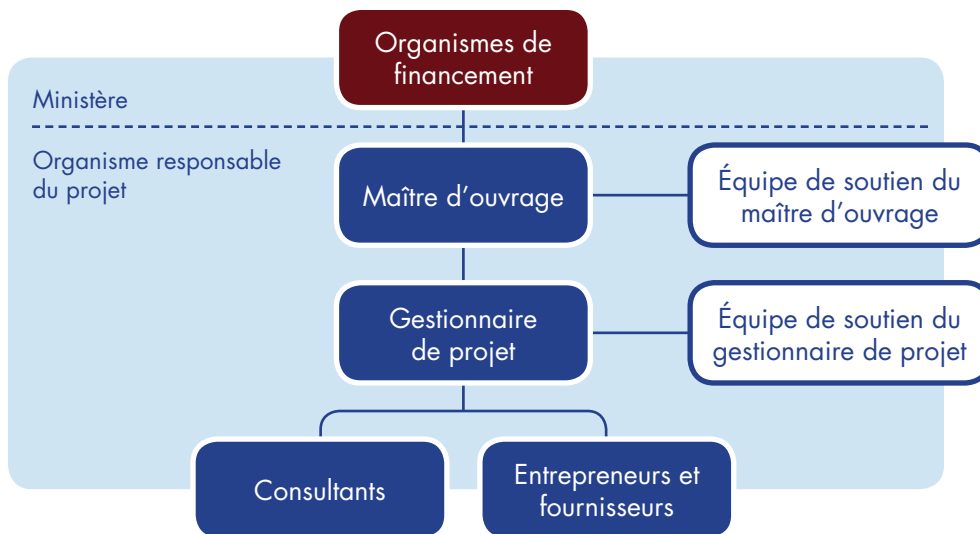 Organismes de
financement
Ministère
Organisme responsable
du projet
Maître d'ouvrage
Équipe de soutien du
maître d'ouvrage
Gestionnaire
de projet
Équipe de soutien du
gestionnaire de projet
Consultants
Entrepreneurs et
fournisseurs